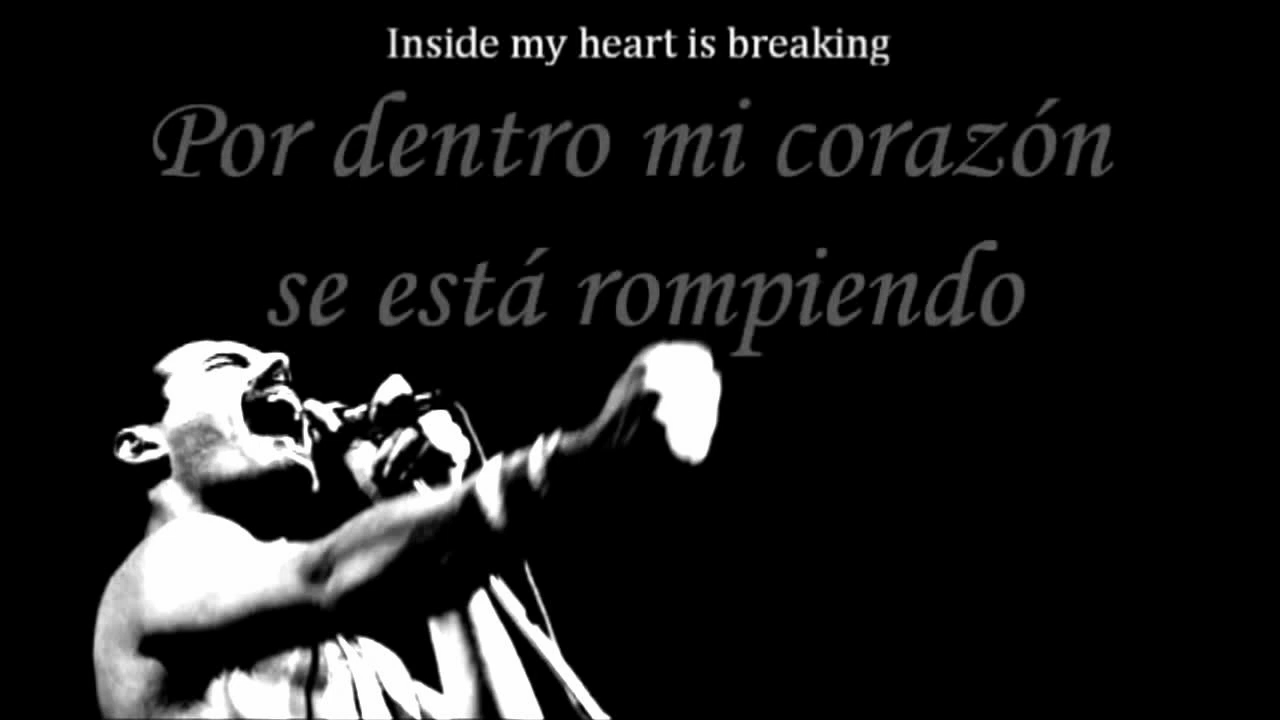 Inside my heart is breaking
Por dentro mi corazón
se está rompiendo